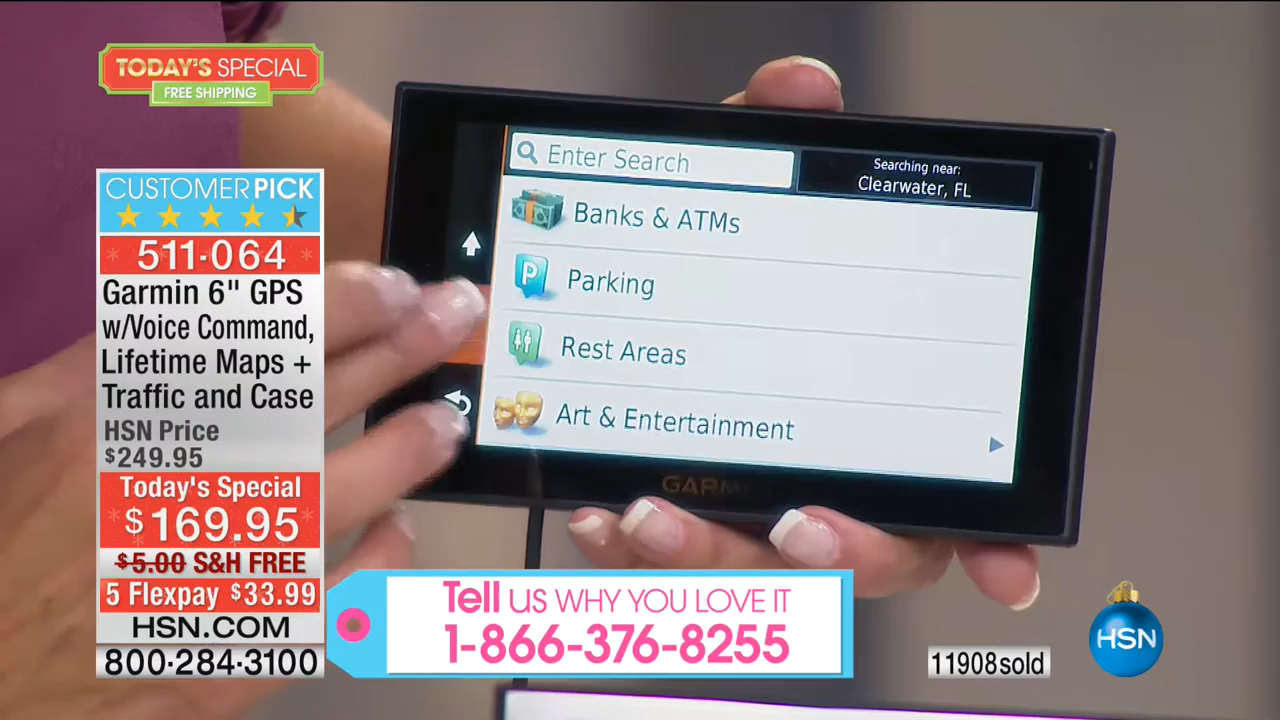 TODAY'S SPECIAL
FREE SHIPPING
CUSTOMER PICK
511-064
Garmin 6" GPS
w/Voice Command,
Lifetime Maps +
Traffic and Case
HSN Price
$249.95
Today's Special
$169.95
$5.00 S&H FREE
5 Flexpay $33.99
HSN.COM
800-284-3100
Enter Search
Searching near:
Clearwater, FL
Banks & ATMs
P
Parking
Rest Areas
Art & Entertainment
GARMIN
Tell us WHY YOU LOVE IT
1-866-376-8255
11908 sold
HSN